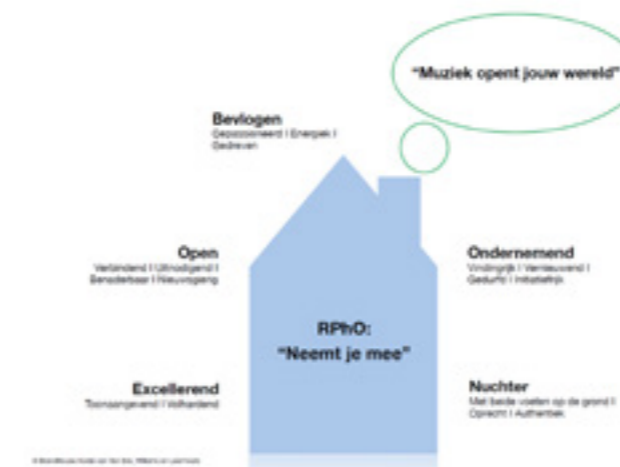 “Muziek opent jouw wereld”
Bevlogen
Gepassioneerd I Energiek I
Gedreven
Open
Verbindend I Uitnodigend I
Benaderbaar I Nieuwsgierig
Ondernemend
Vindingrijk I Vernieuwend I
Gedurfd I Initiatiefrijk
RPhO:
“Neemt je mee”
Excellerend
Toonaangevend I Volhardend
Nuchter
Met beide voeten op de grond I
Oprecht I Authentiek